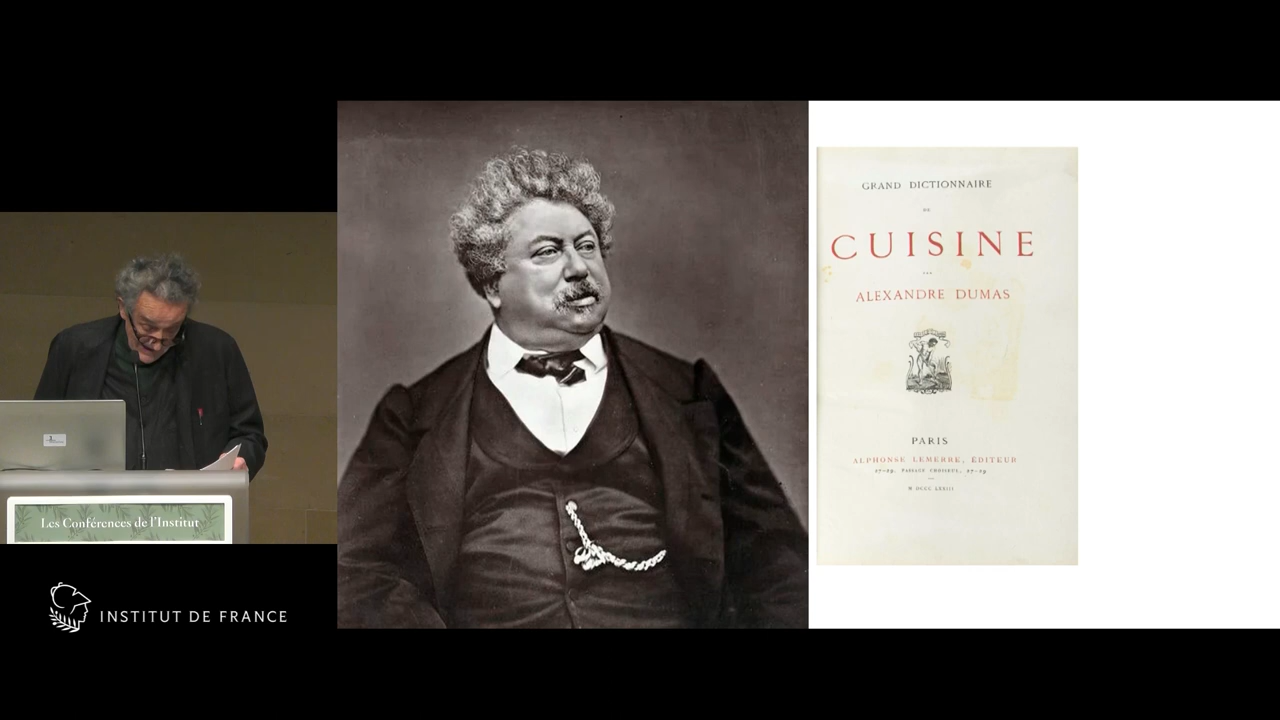 Les Conférences de l'Institut
INSTITUT DE FRANCE
GRAND DICTIONNAIRE
DE
CUISINE
PAR
ALEXANDRE DUMAS
PARIS
ALPHONSE LEMERRE, ÉDITEUR
27-29, PASSAGE CHOISEUL, 27-29
M DCCC LXXIII